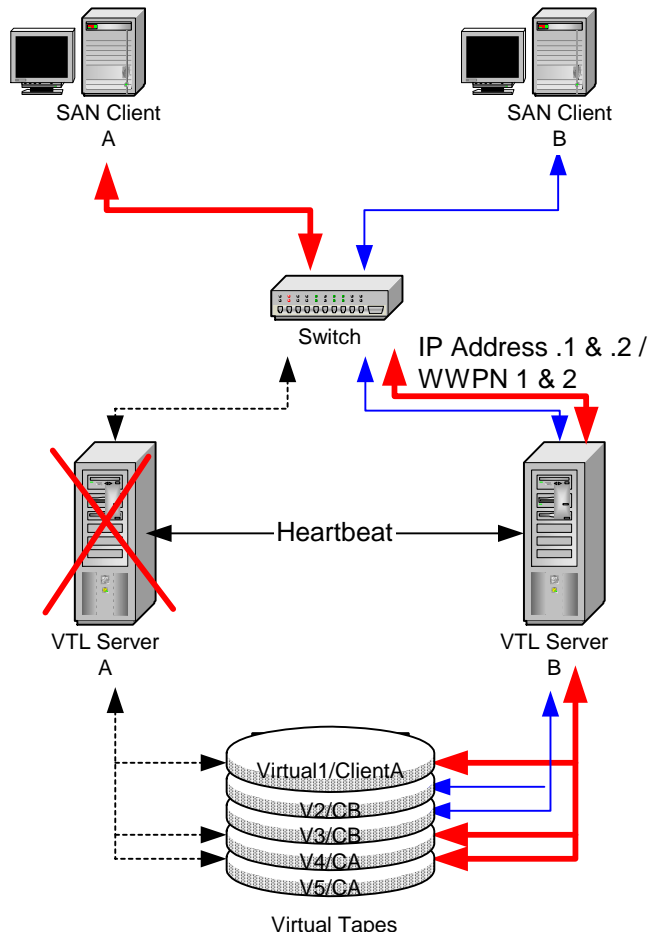 SAN Client
A
SAN Client
B
Switch
IP Address .1 & .2 /
WWPN 1 & 2
Heartbeat
VTL Server
A
VTL Server
B
Virtual1/ClientA
V2/CB
V3/CB
V4/CA
V5/CA
Virtual Tapes